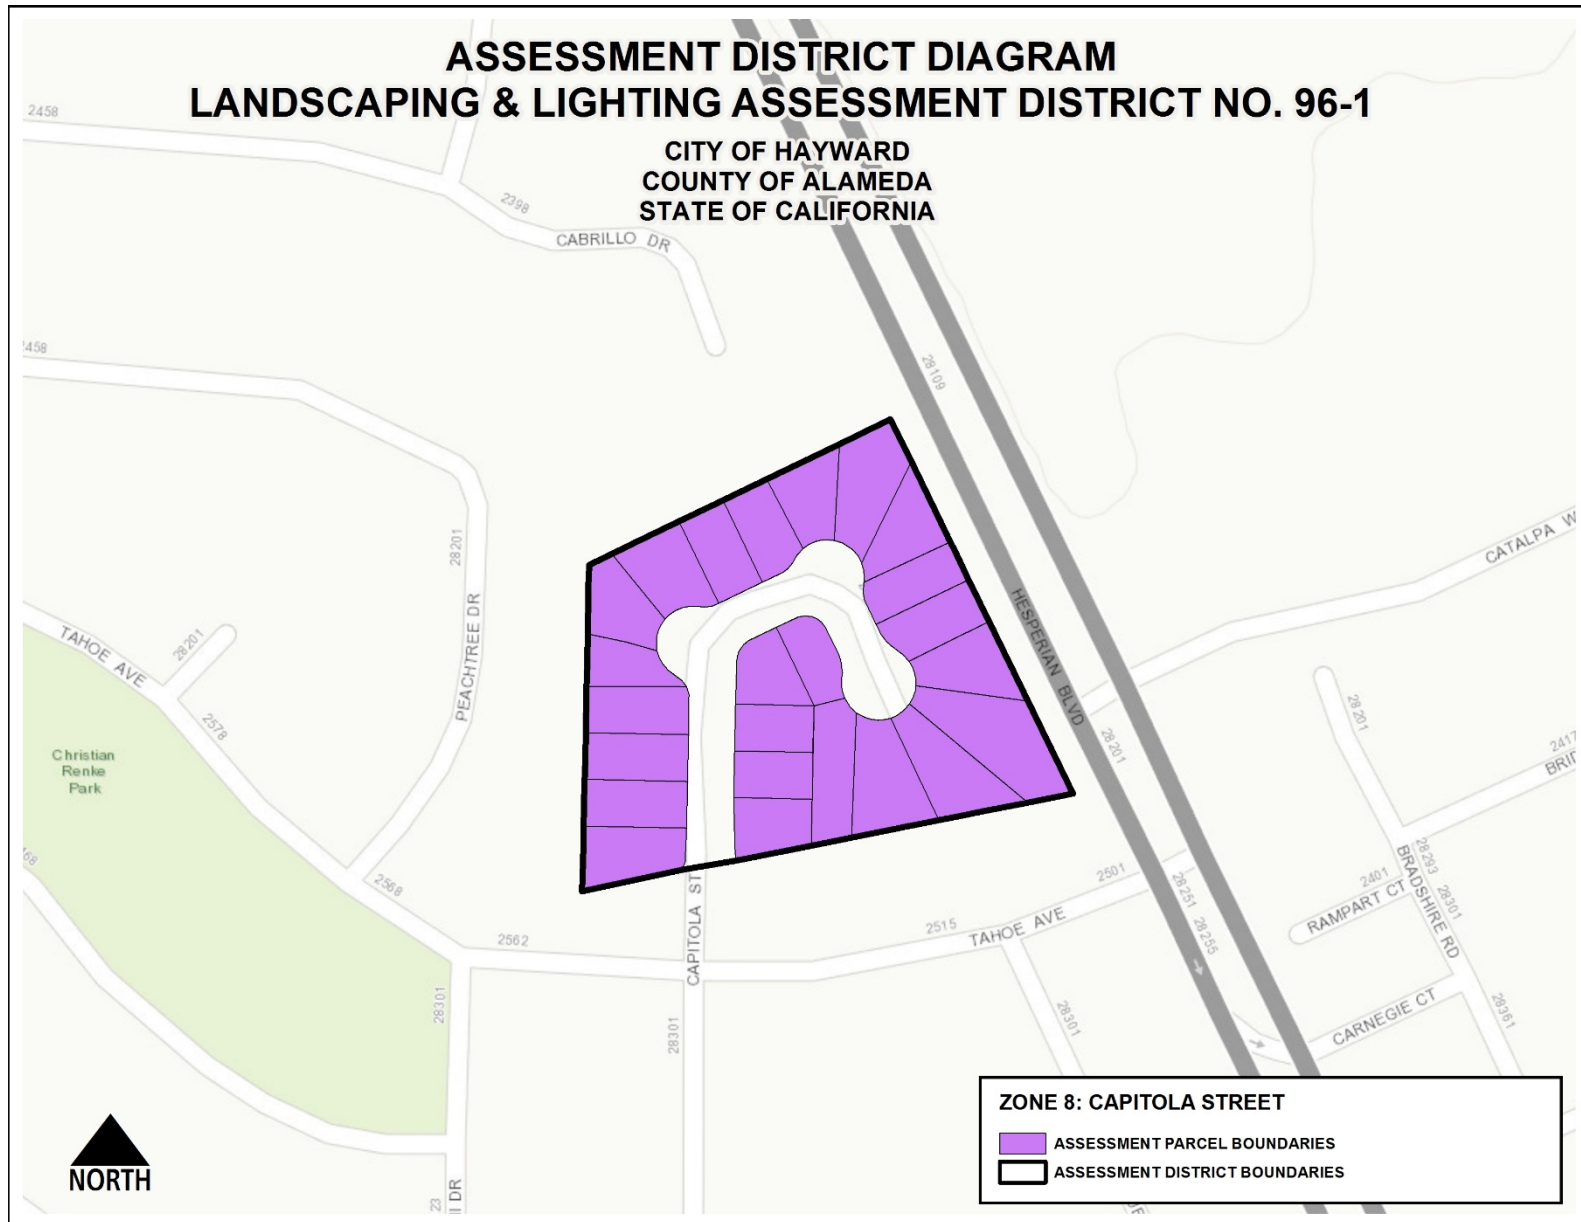 ASSESSMENT DISTRICT DIAGRAM
LANDSCAPING & LIGHTING ASSESSMENT DISTRICT NO. 96-1
CITY OF HAYWARD
COUNTY OF ALAMEDA
STATE OF CALIFORNIA
2458
2398
CABRILLO DR
2458
28109
28201
PEACHTREE DR
TAHOE AVE
28201
2578
Christian
Renke
Park
68
2568
2562
28301
CAPITOLA ST
28301
2515
TAHOE AVE
2501
28301
HESPERIAN BLVD
28201
28251
28255
CATALPA W
28201
2417
BRID
28293
28301
BRADSHIRE RD
2401
RAMPART CT
CARNEGIE CT
28361
23
DR
NORTH
ZONE 8: CAPITOLA STREET
ASSESSMENT PARCEL BOUNDARIES
ASSESSMENT DISTRICT BOUNDARIES